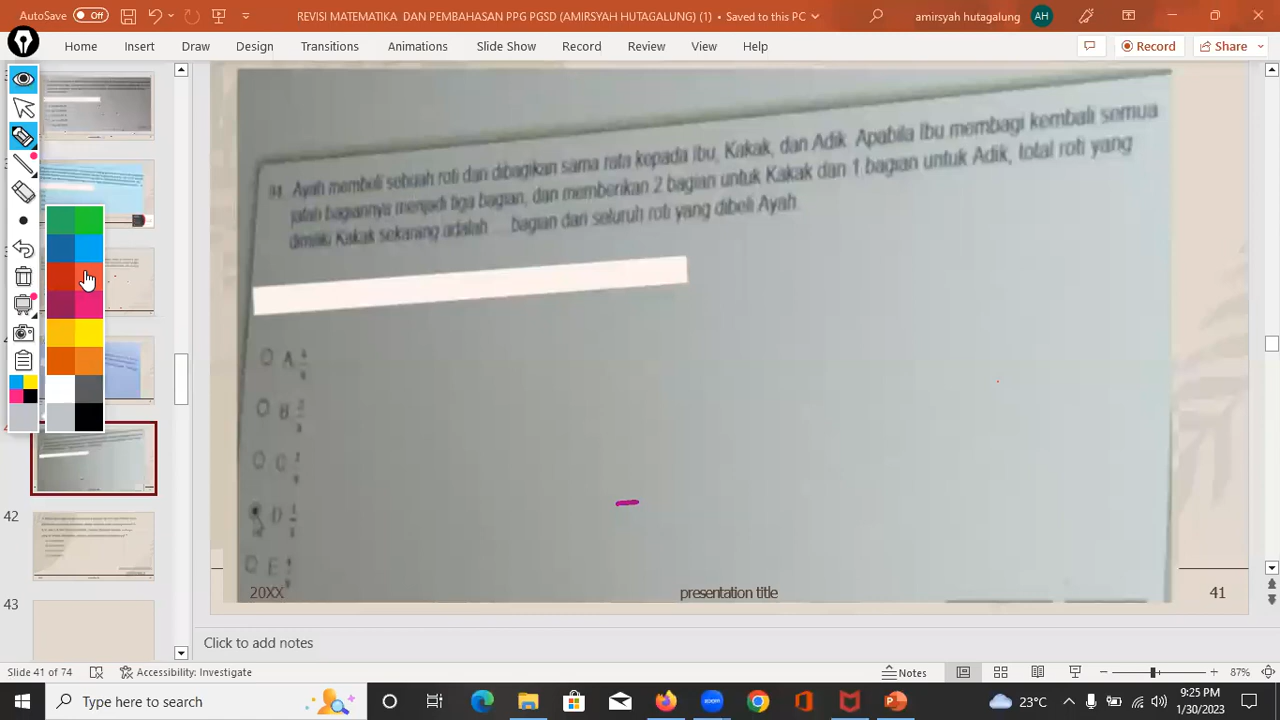 AutoSave Off
REVISI MATEMATIKA DAN PEMBAHASAN PPG PGSD (AMIRSYAH HUTAGALUNG) (1) • Saved to this PC
amirsyah hutagalung
AH
Home Insert Draw Design Transitions Animations Slide Show Record Review View Help
Record
Share
Ayah membeli sebuah roti dan dibagikan sama rata kepada Ibu, Kakak, dan Adik. Apabila Ibu membagi kembali semua
jatah bagiannya menjadi tiga bagian, dan memberikan 2 bagian untuk Kakak dan 1 bagian untuk Adik, total roti yang
dimiliki Kakak sekarang adalah ... bagian dari seluruh roti yang dibeli Ayah.
A
B
C
D
E
20XX
presentation title
41
42
43
Click to add notes
Slide 41 of 74
Accessibility: Investigate
Notes
87%
Type here to search
23°C
9:25 PM
1/30/2023